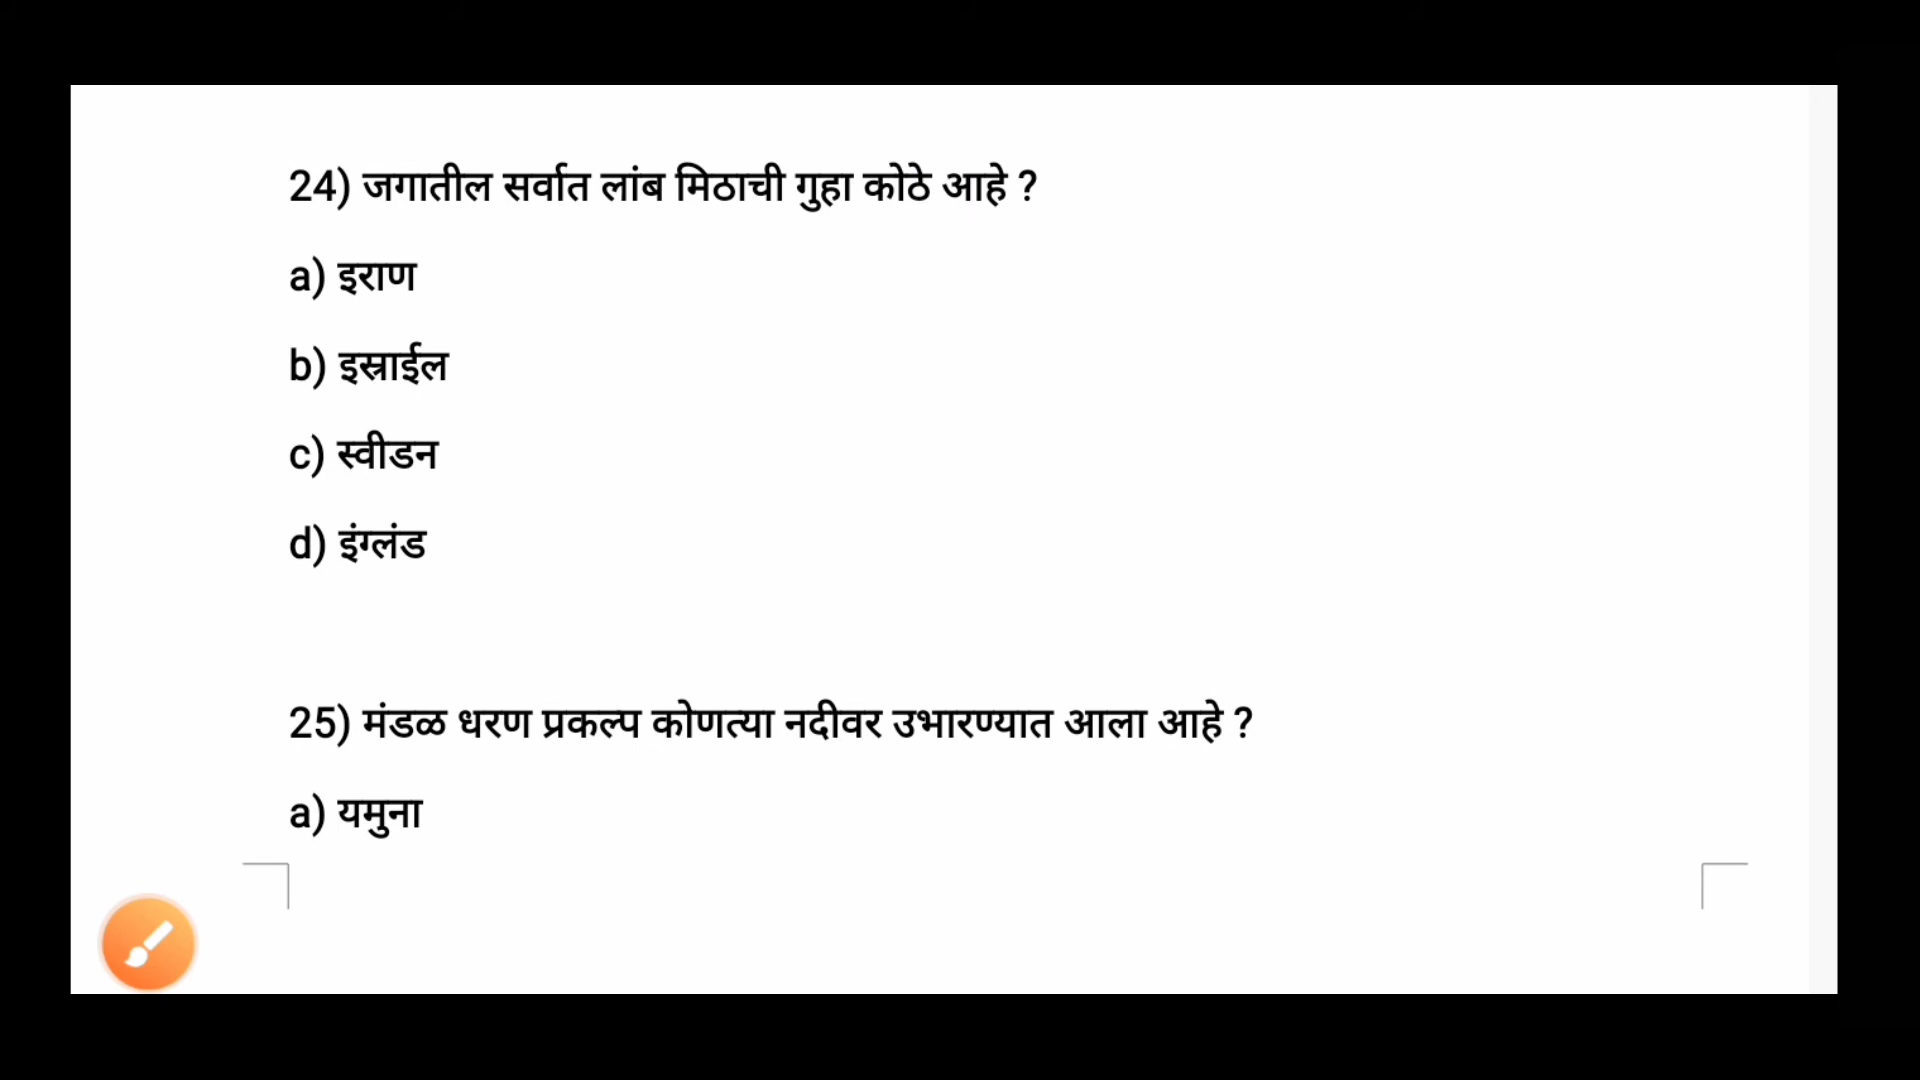 24) जगातील सर्वात लांब मिठाची गुहा कोठे आहे ?
a) इराण
b) इस्राईल
c) स्वीडन
d) इंग्लंड
25) मंडळ धरण प्रकल्प कोणत्या नदीवर उभारण्यात आला आहे ?
a) यमुना